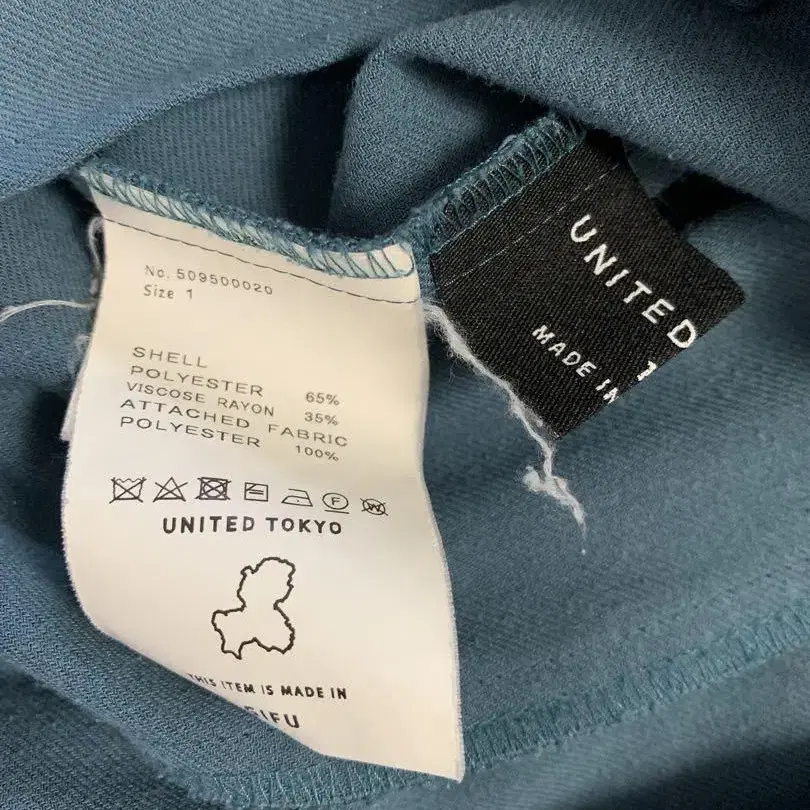 No. 509500020
Size 1
SHELL
POLYESTER 65%
VISCOSE RAYON 35%
ATTACHED FABRIC
POLYESTER 100%
F
W
UNITED TOKYO
THIS ITEM IS MADE IN
UNITED
MADE IN